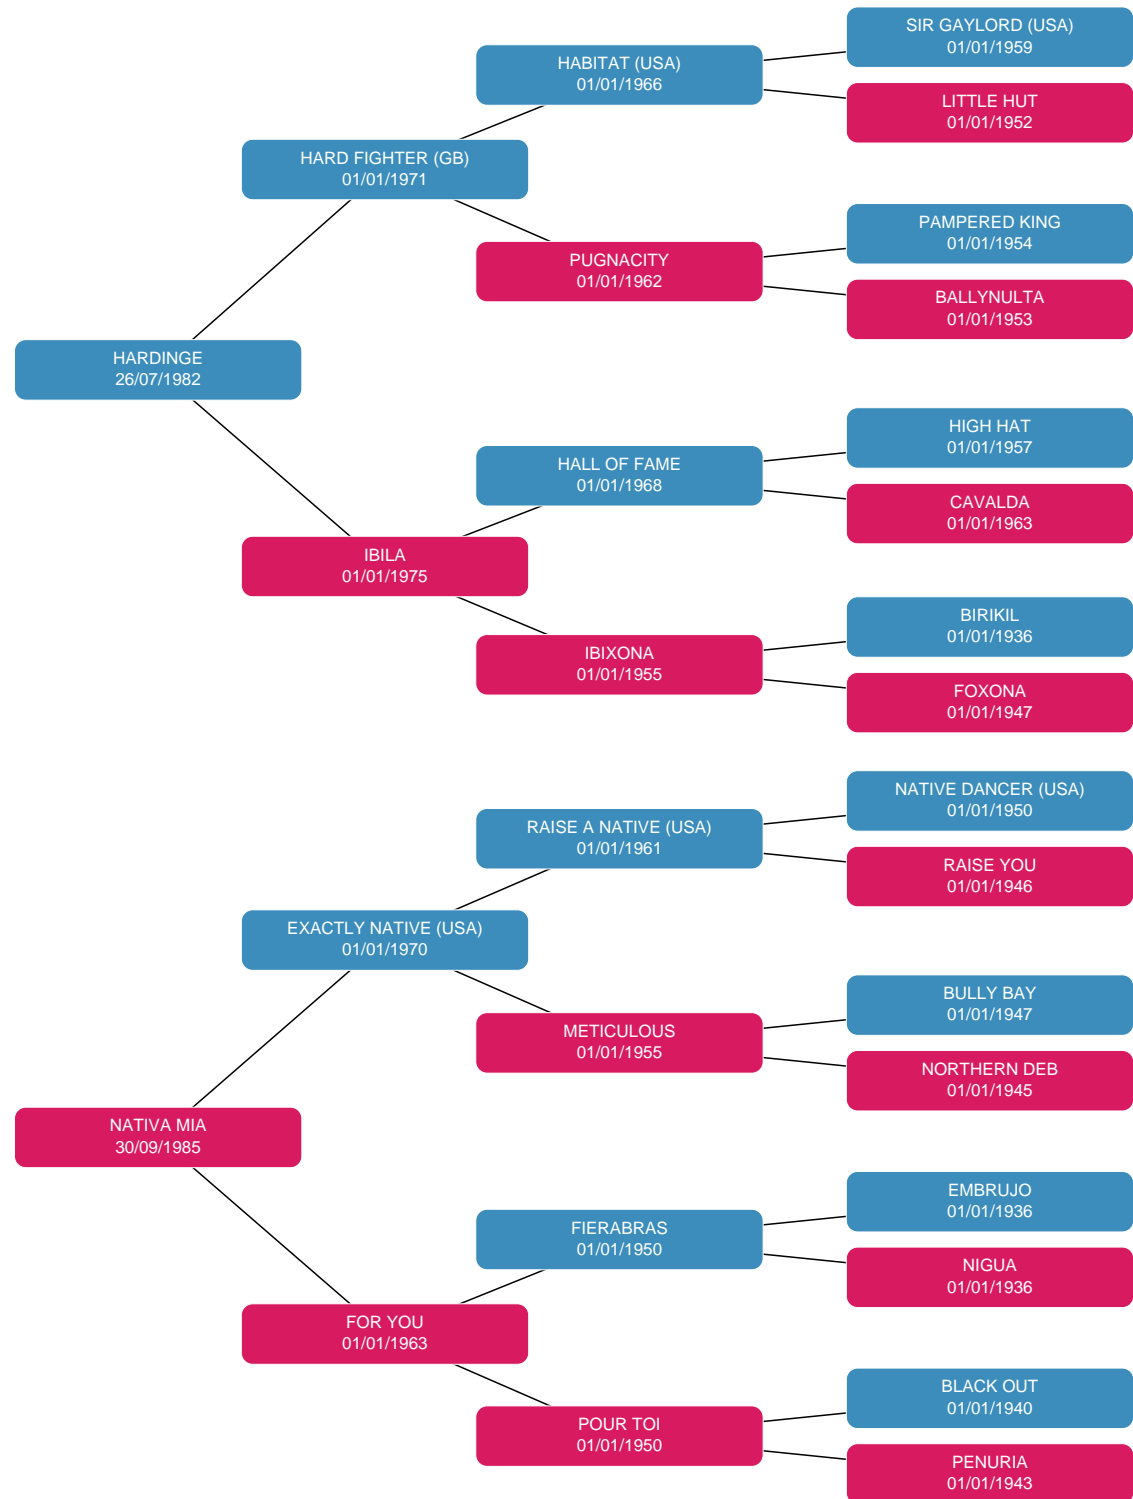 SIR GAYLORD (USA)
01/01/1959
HABITAT (USA)
01/01/1966
LITTLE HUT
01/01/1952
HARD FIGHTER (GB)
01/01/1971
PAMPERED KING
01/01/1954
PUGNACITY
01/01/1962
BALLYNULTA
01/01/1953
HARDINGE
26/07/1982
HIGH HAT
01/01/1957
HALL OF FAME
01/01/1968
CAVALDA
01/01/1963
IBILA
01/01/1975
BIRIKIL
01/01/1936
IBIXONA
01/01/1955
FOXONA
01/01/1947
NATIVE DANCER (USA)
01/01/1950
RAISE A NATIVE (USA)
01/01/1961
RAISE YOU
01/01/1946
EXACTLY NATIVE (USA)
01/01/1970
BULLY BAY
01/01/1947
METICULOUS
01/01/1955
NORTHERN DEB
01/01/1945
NATIVA MIA
30/09/1985
EMBRUJO
01/01/1936
FIERABRAS
01/01/1950
NIGUA
01/01/1936
FOR YOU
01/01/1963
BLACK OUT
01/01/1940
POUR TOI
01/01/1950
PENURIA
01/01/1943